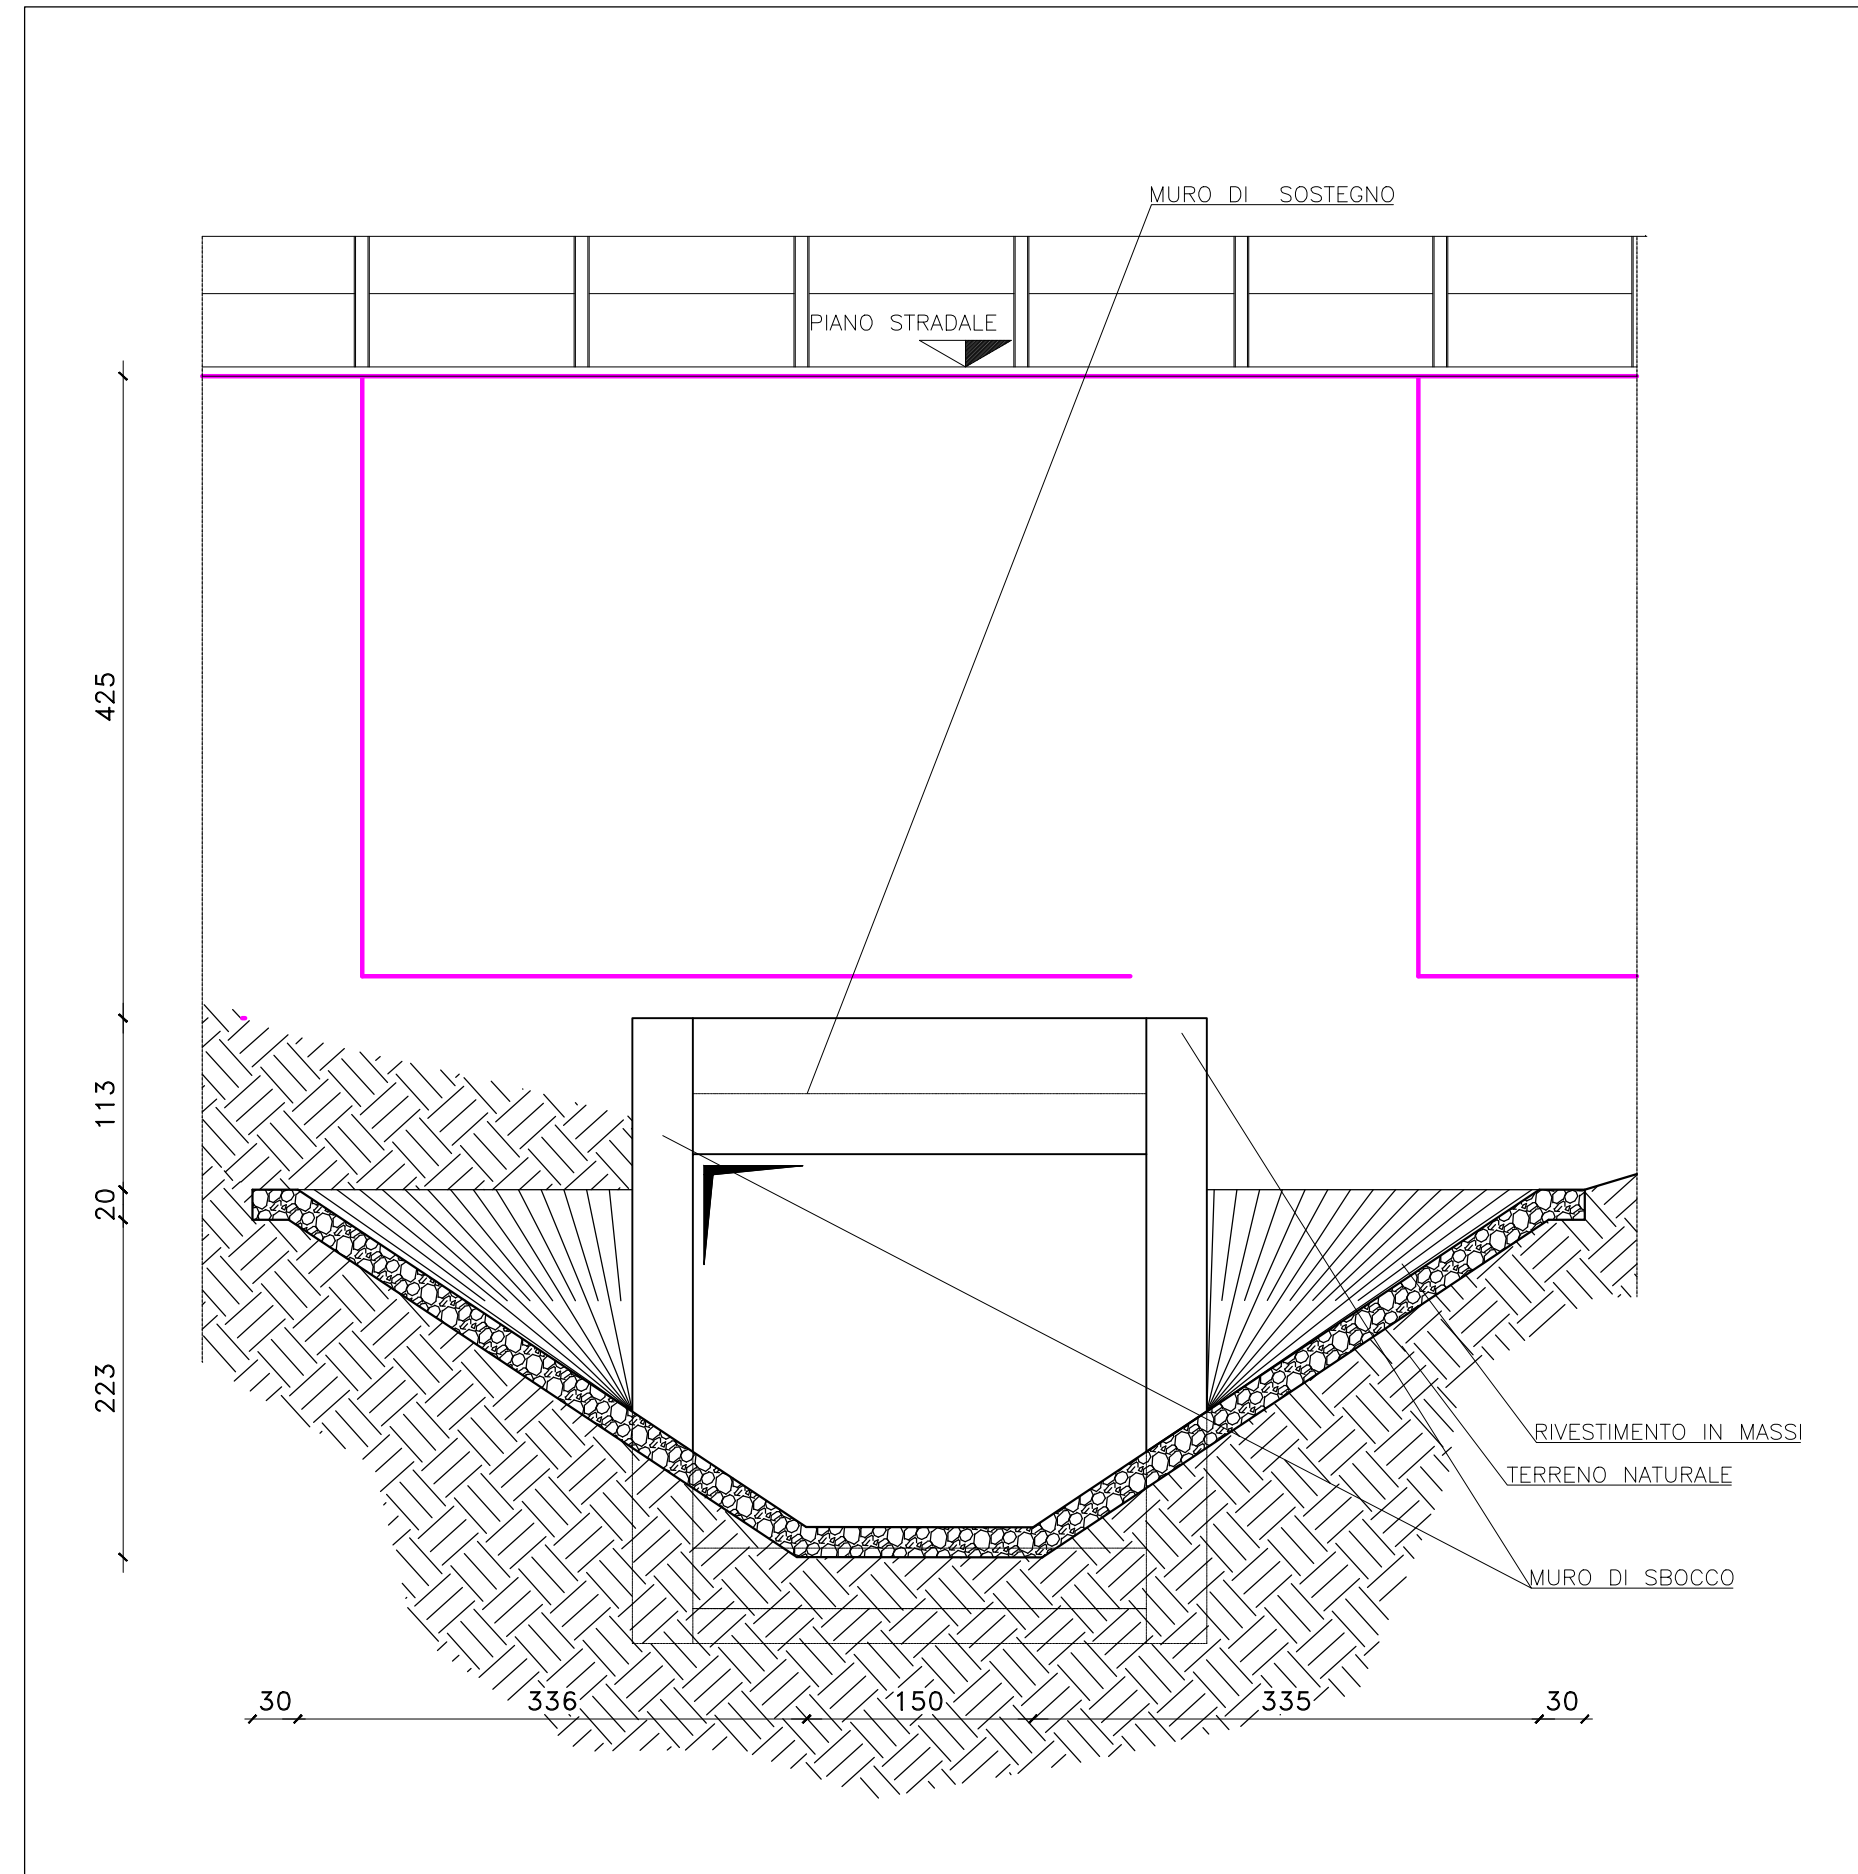 MURO DI SOSTEGNO
PIANO STRADALE
425
113
20
223
RIVESTIMENTO IN MASSI
TERRENO NATURALE
MURO DI SBOCCO
30 336 150 335 30